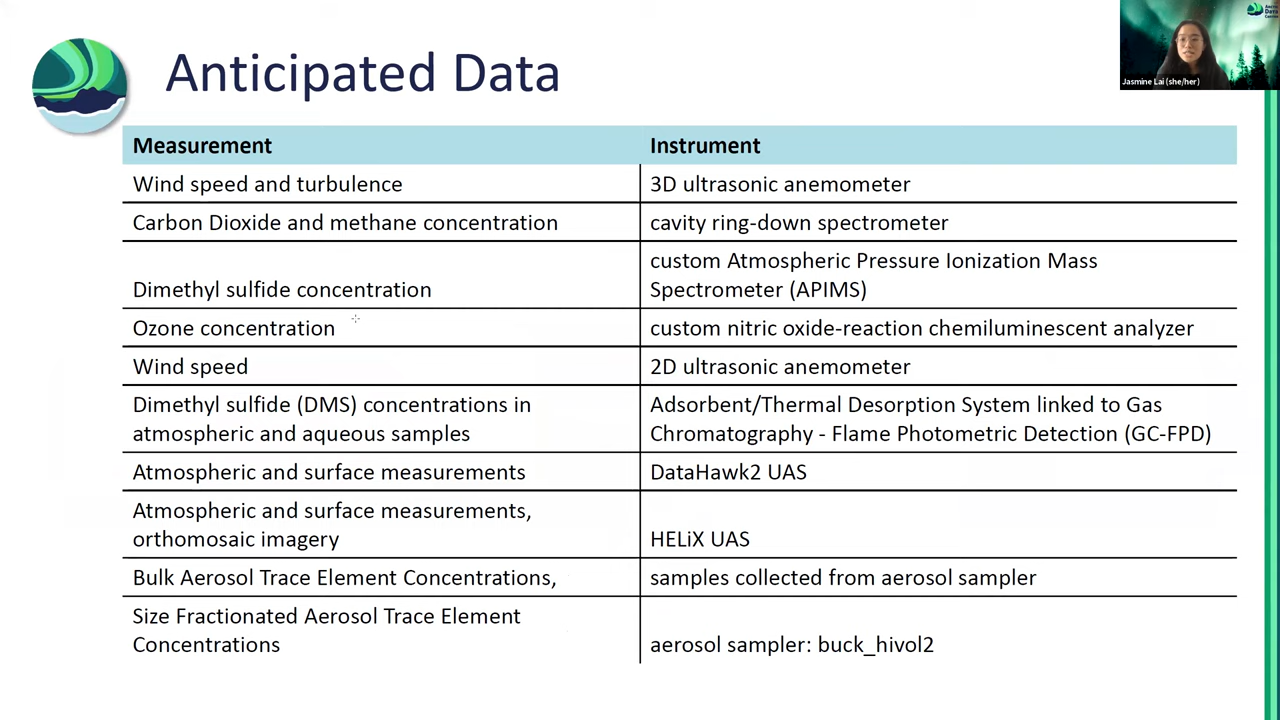 Anticipated Data
Arctic
Data
Center
Jasmine Lai (she/her)
Measurement
Instrument
Wind speed and turbulence
3D ultrasonic anemometer
Carbon Dioxide and methane concentration
cavity ring-down spectrometer
Dimethyl sulfide concentration
custom Atmospheric Pressure Ionization Mass
Spectrometer (APIMS)
Ozone concentration
custom nitric oxide-reaction chemiluminescent analyzer
Wind speed
2D ultrasonic anemometer
Dimethyl sulfide (DMS) concentrations in
atmospheric and aqueous samples
Adsorbent/Thermal Desorption System linked to Gas
Chromatography - Flame Photometric Detection (GC-FPD)
Atmospheric and surface measurements
DataHawk2 UAS
Atmospheric and surface measurements,
orthomosaic imagery
HELiX UAS
Bulk Aerosol Trace Element Concentrations,
samples collected from aerosol sampler
Size Fractionated Aerosol Trace Element
Concentrations
aerosol sampler: buck_hivol2